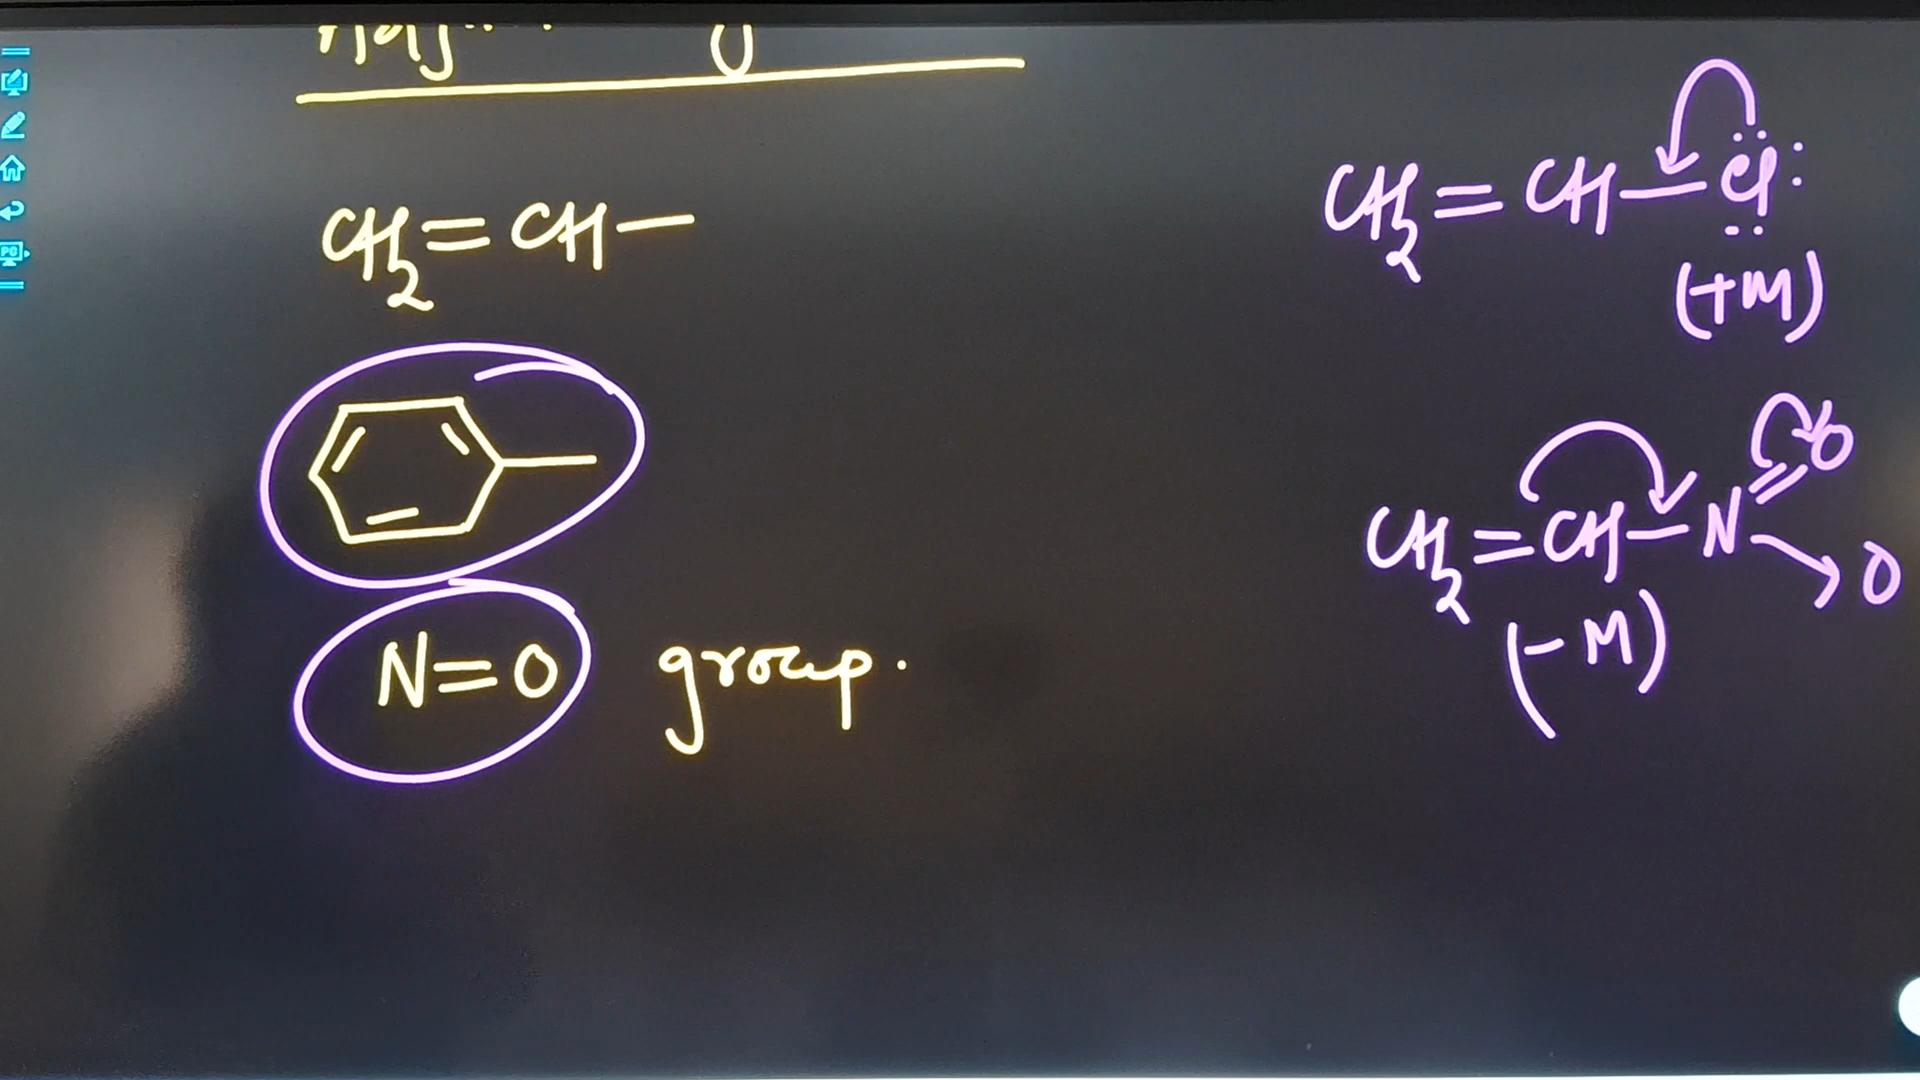 CH2=CH—
N=O group.
CH2=CH—Cl:
(+M)
CH2=CH—N=O
→O
(-M)